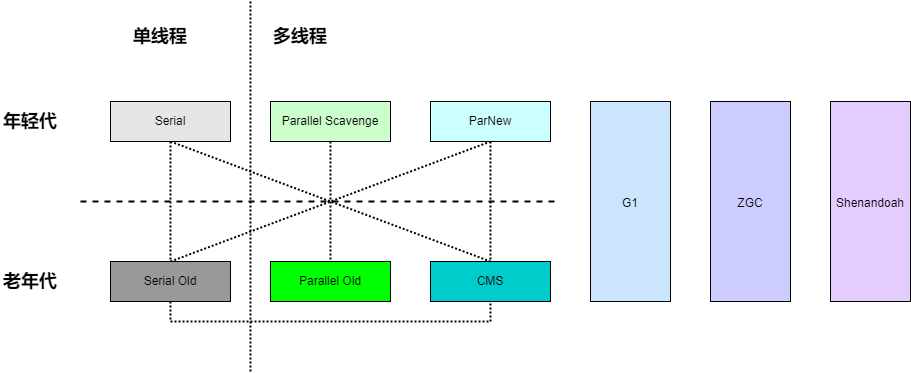 单线程
多线程
年轻代
Serial
Parallel Scavenge
ParNew
G1
ZGC
Shenandoah
老年代
Serial Old
Parallel Old
CMS